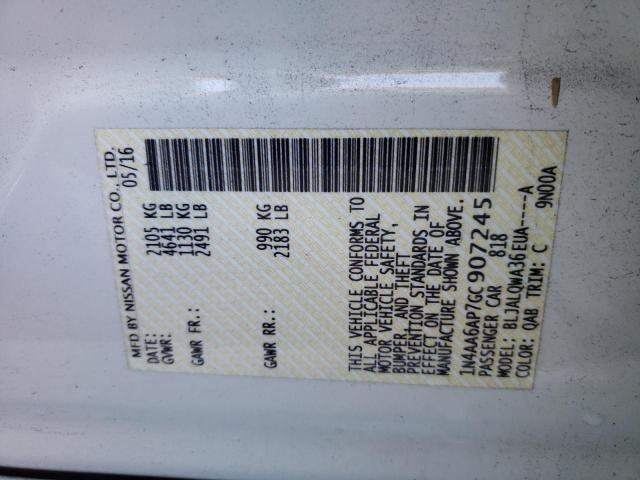 MFD BY NISSAN MOTOR CO., LTD.
DATE: 05/16
GVWR: 2105 KG
4641 LB
GAWR FR: 1130 KG
2491 LB
GAWR RR: 990 KG
2183 LB
THIS VEHICLE CONFORMS TO
ALL APPLICABLE FEDERAL
MOTOR VEHICLE SAFETY,
BUMPER, AND THEFT
PREVENTION STANDARDS IN
EFFECT ON THE DATE OF
MANUFACTURE SHOWN ABOVE.
1N4AA6AP7GC907245
PASSENGER CAR 818
MODEL: BLJALQWA36EUA----A
COLOR: QAB TRIM: C 9N00A